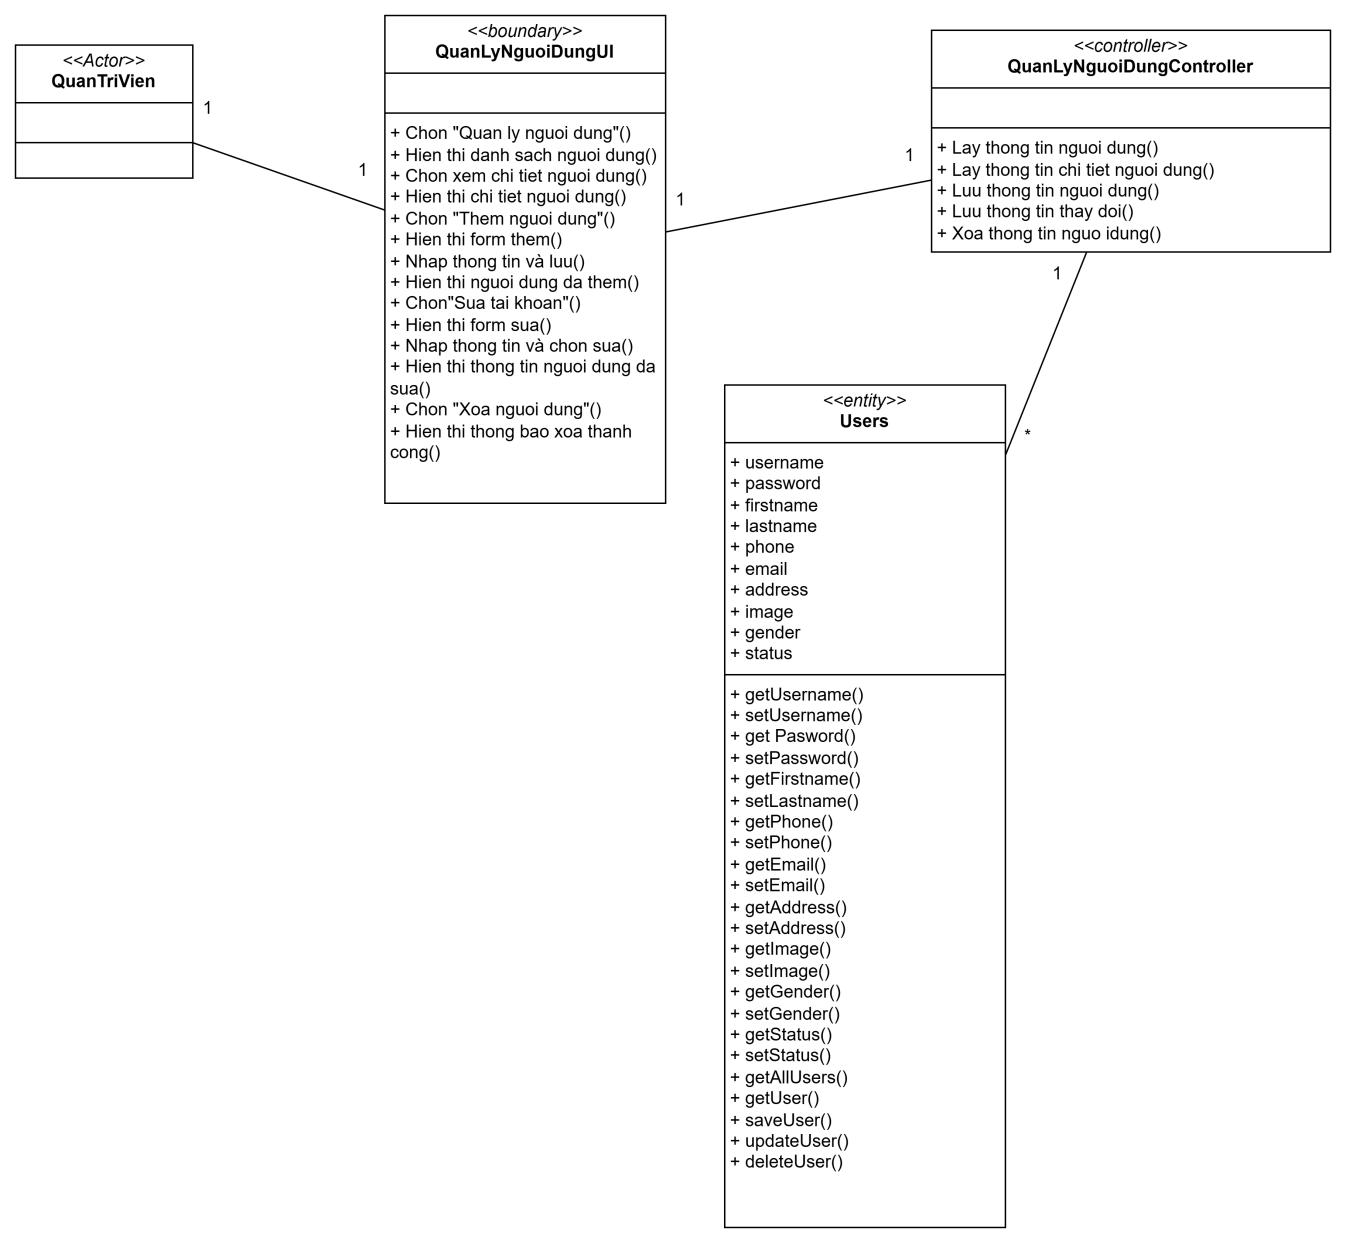 <<Actor>>
QuanTriVien
1
1
<<boundary>>
QuanLyNguoiDungUI
+ Chon "Quan ly nguoi dung"()
+ Hien thi danh sach nguoi dung()
+ Chon xem chi tiet nguoi dung()
+ Hien thi chi tiet nguoi dung()
+ Chon "Them nguoi dung"()
+ Hien thi form them()
+ Nhap thong tin và luu()
+ Hien thi nguoi dung da them()
+ Chon"Sua tai khoan"()
+ Hien thi form sua()
+ Nhap thong tin và chon sua()
+ Hien thi thong tin nguoi dung da
sua()
+ Chon "Xoa nguoi dung"()
+ Hien thi thong bao xoa thanh
cong()
1
1
<<controller>>
QuanLyNguoiDungController
+ Lay thong tin nguoi dung()
+ Lay thong tin chi tiet nguoi dung()
+ Luu thong tin nguoi dung()
+ Luu thong tin thay doi()
+ Xoa thong tin nguo idung()
1
*
<<entity>>
Users
+ username
+ password
+ firstname
+ lastname
+ phone
+ email
+ address
+ image
+ gender
+ status
+ getUsername()
+ setUsername()
+ get Pasword()
+ setPassword()
+ getFirstname()
+ setLastname()
+ getPhone()
+ setPhone()
+ getEmail()
+ setEmail()
+ getAddress()
+ setAddress()
+ getImage()
+ setImage()
+ getGender()
+ setGender()
+ getStatus()
+ setStatus()
+ getAllUsers()
+ getUser()
+ saveUser()
+ updateUser()
+ deleteUser()